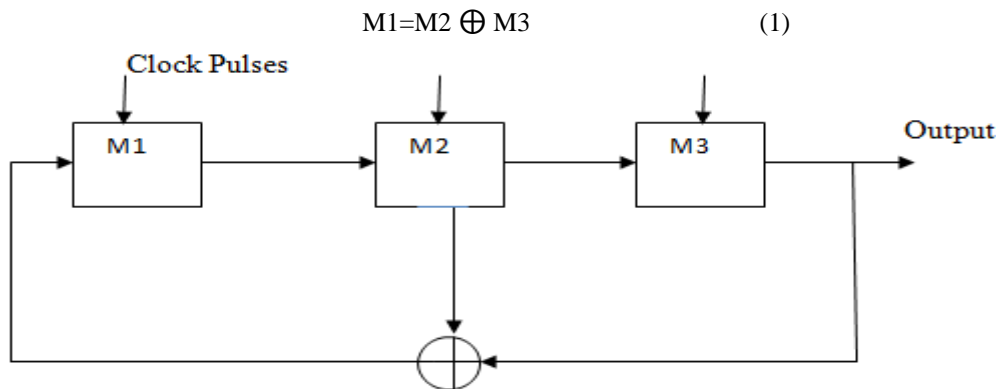 M1=M2 ⊕ M3 (1)
Clock Pulses
M1 M2 M3 Output